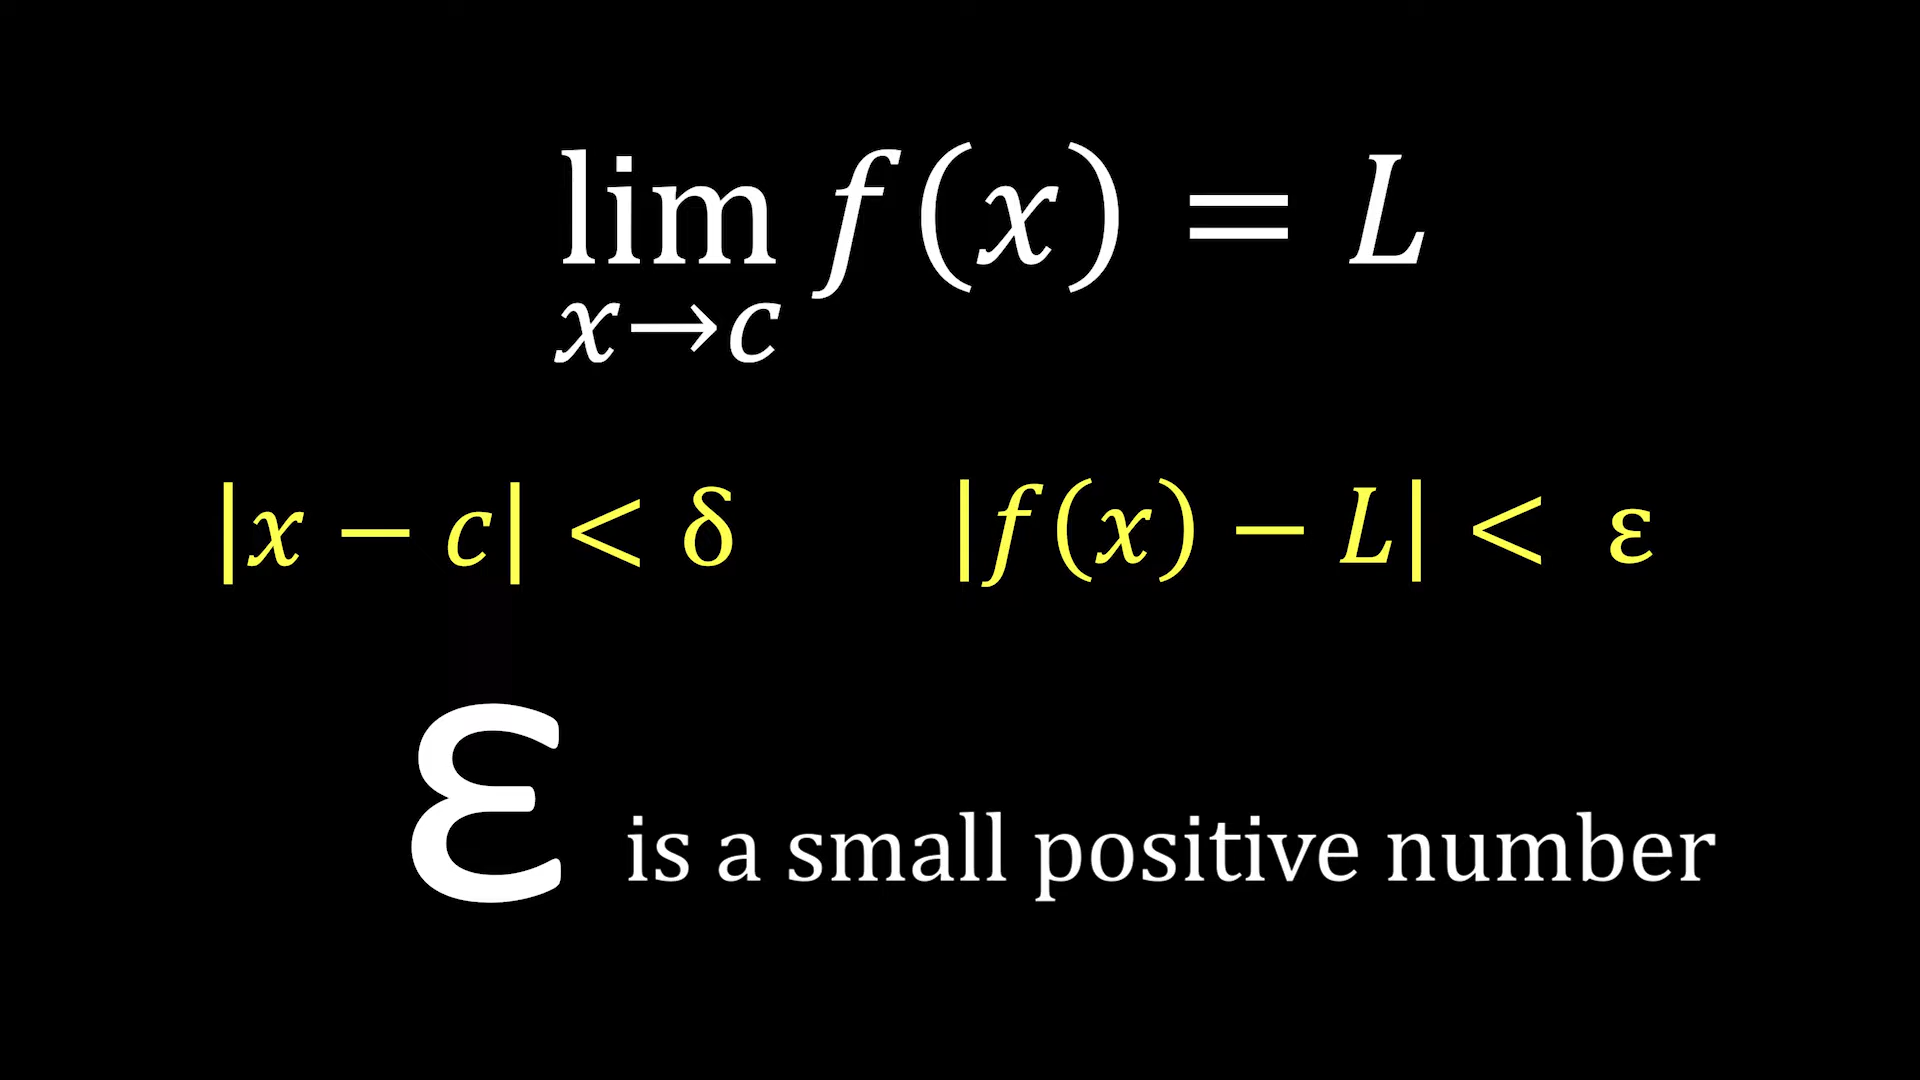 lim f(x) = L
x→c
|x − c| < δ |f(x) − L| < ε
ε is a small positive number